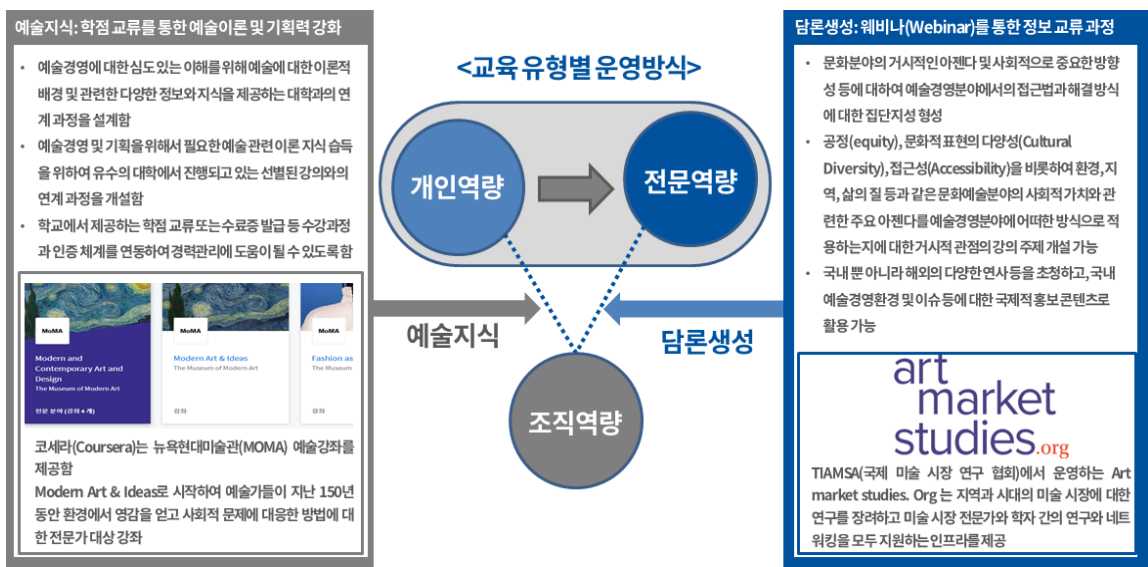 예술지식: 학점 교류를 통한 예술이론 및 기획력 강화
• 예술경영에 대한 심도 있는 이해를 위해 예술에 대한 이론적
배경 및 관련한 다양한 정보와 지식을 제공하는 대학과의 연
계 과정을 설계함
• 예술경영 및 기획을 위해서 필요한 예술 관련 이론 지식 습득
을 위하여 유수의 대학에서 진행되고 있는 선별된 강의와의
연계 과정을 개설함
• 학교에서 제공하는 학점 교류 또는 수료증 발급 등 수강과정
과 인증 체계를 연동하여 경력관리에 도움이 될 수 있도록 함
MoMA
Modern and
Contemporary Art and
Design
The Museum of Modern Art
전문 분야 (강좌 4개)
MoMA
Modern Art & Ideas
The Museum of Modern Art
강좌
MoMA
Fashion as
The Museum
강좌
코세라(Coursera)는 뉴욕현대미술관(MOMA) 예술강좌를
제공함
Modern Art & Ideas로 시작하여 예술가들이 지난 150년
동안 환경에서 영감을 얻고 사회적 문제에 대응한 방법에 대
한 전문가 대상 강좌
<교육 유형별 운영방식>
개인역량
전문역량
예술지식
담론생성
조직역량
담론생성: 웨비나(Webinar)를 통한 정보 교류 과정
• 문화분야의 거시적인 아젠다 및 사회적으로 중요한 방향
성 등에 대하여 예술경영분야에서의 접근법과 해결 방식
에 대한 집단지성 형성
• 공정(equity), 문화적 표현의 다양성(Cultural
Diversity), 접근성(Accessibility)을 비롯하여 환경, 지
역, 삶의 질 등과 같은 문화예술분야의 사회적 가치와 관
련한 주요 아젠다를 예술경영분야에 어떠한 방식으로 적
용하는지에 대한 거시적 관점의 강의 주제 개설 가능
• 국내 뿐 아니라 해외의 다양한 연사 등을 초청하고, 국내
예술경영환경 및 이슈 등에 대한 국제적 홍보 콘텐츠로
활용 가능
art
market
studies.org
TIAMSA(국제 미술 시장 연구 협회)에서 운영하는 Art
market studies. Org 는 지역과 시대의 미술 시장에 대한
연구를 장려하고 미술 시장 전문가와 학자 간의 연구와 네트
워킹을 모두 지원하는 인프라를 제공